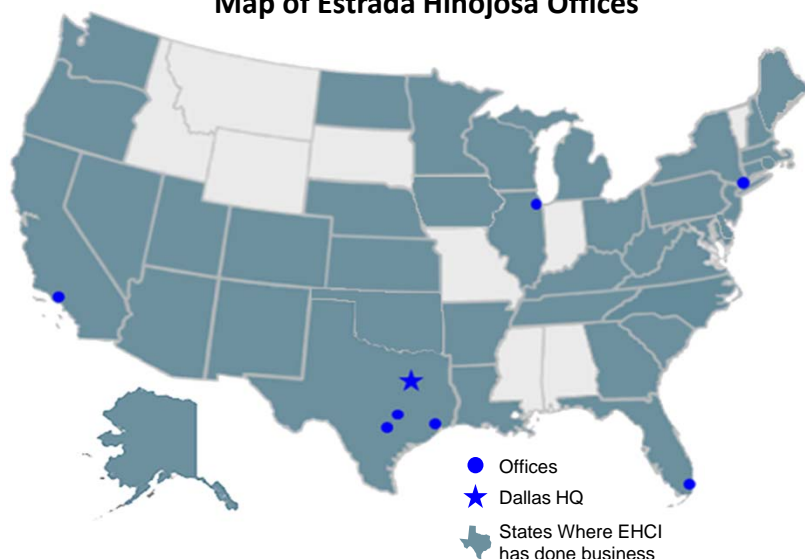 Map of Estrada Hinojosa Offices
Offices
Dallas HQ
States Where EHCI
has done business